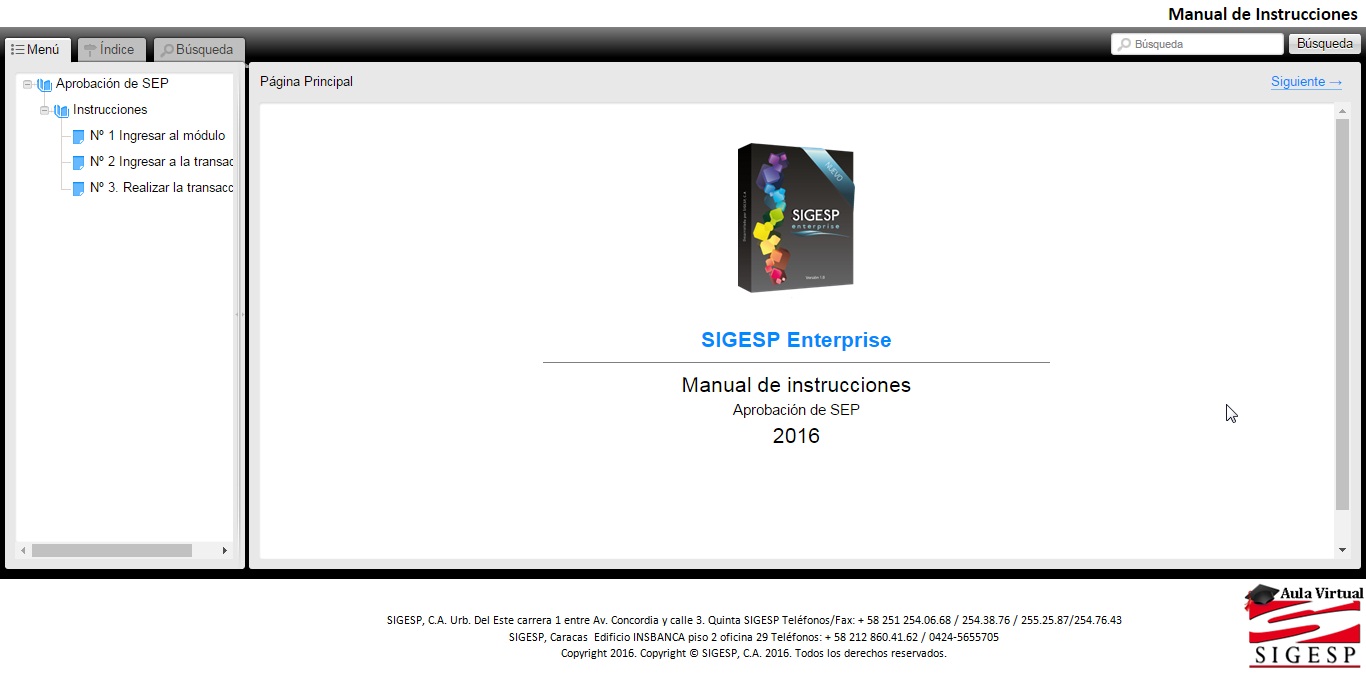 Manual de Instrucciones
Menú
Índice
Búsqueda
Búsqueda
Búsqueda
Aprobación de SEP
Instrucciones
Nº 1 Ingresar al módulo
Nº 2 Ingresar a la transac
Nº 3. Realizar la transacc
Página Principal
Siguiente →
NUEVO
SIGESP
enterprise
Versión 1.0
SIGESP Enterprise
Manual de instrucciones
Aprobación de SEP
2016
SIGESP, C.A. Urb. Del Este carrera 1 entre Av. Concordia y calle 3. Quinta SIGESP Teléfonos/Fax: + 58 251 254.06.68 / 254.38.76 / 255.25.87/254.76.43
SIGESP, Caracas Edificio INSBANCA piso 2 oficina 29 Teléfonos: + 58 212 860.41.62 / 0424-5655705
Copyright 2016. Copyright © SIGESP, C.A. 2016. Todos los derechos reservados.
Aula Virtual
SIGESP